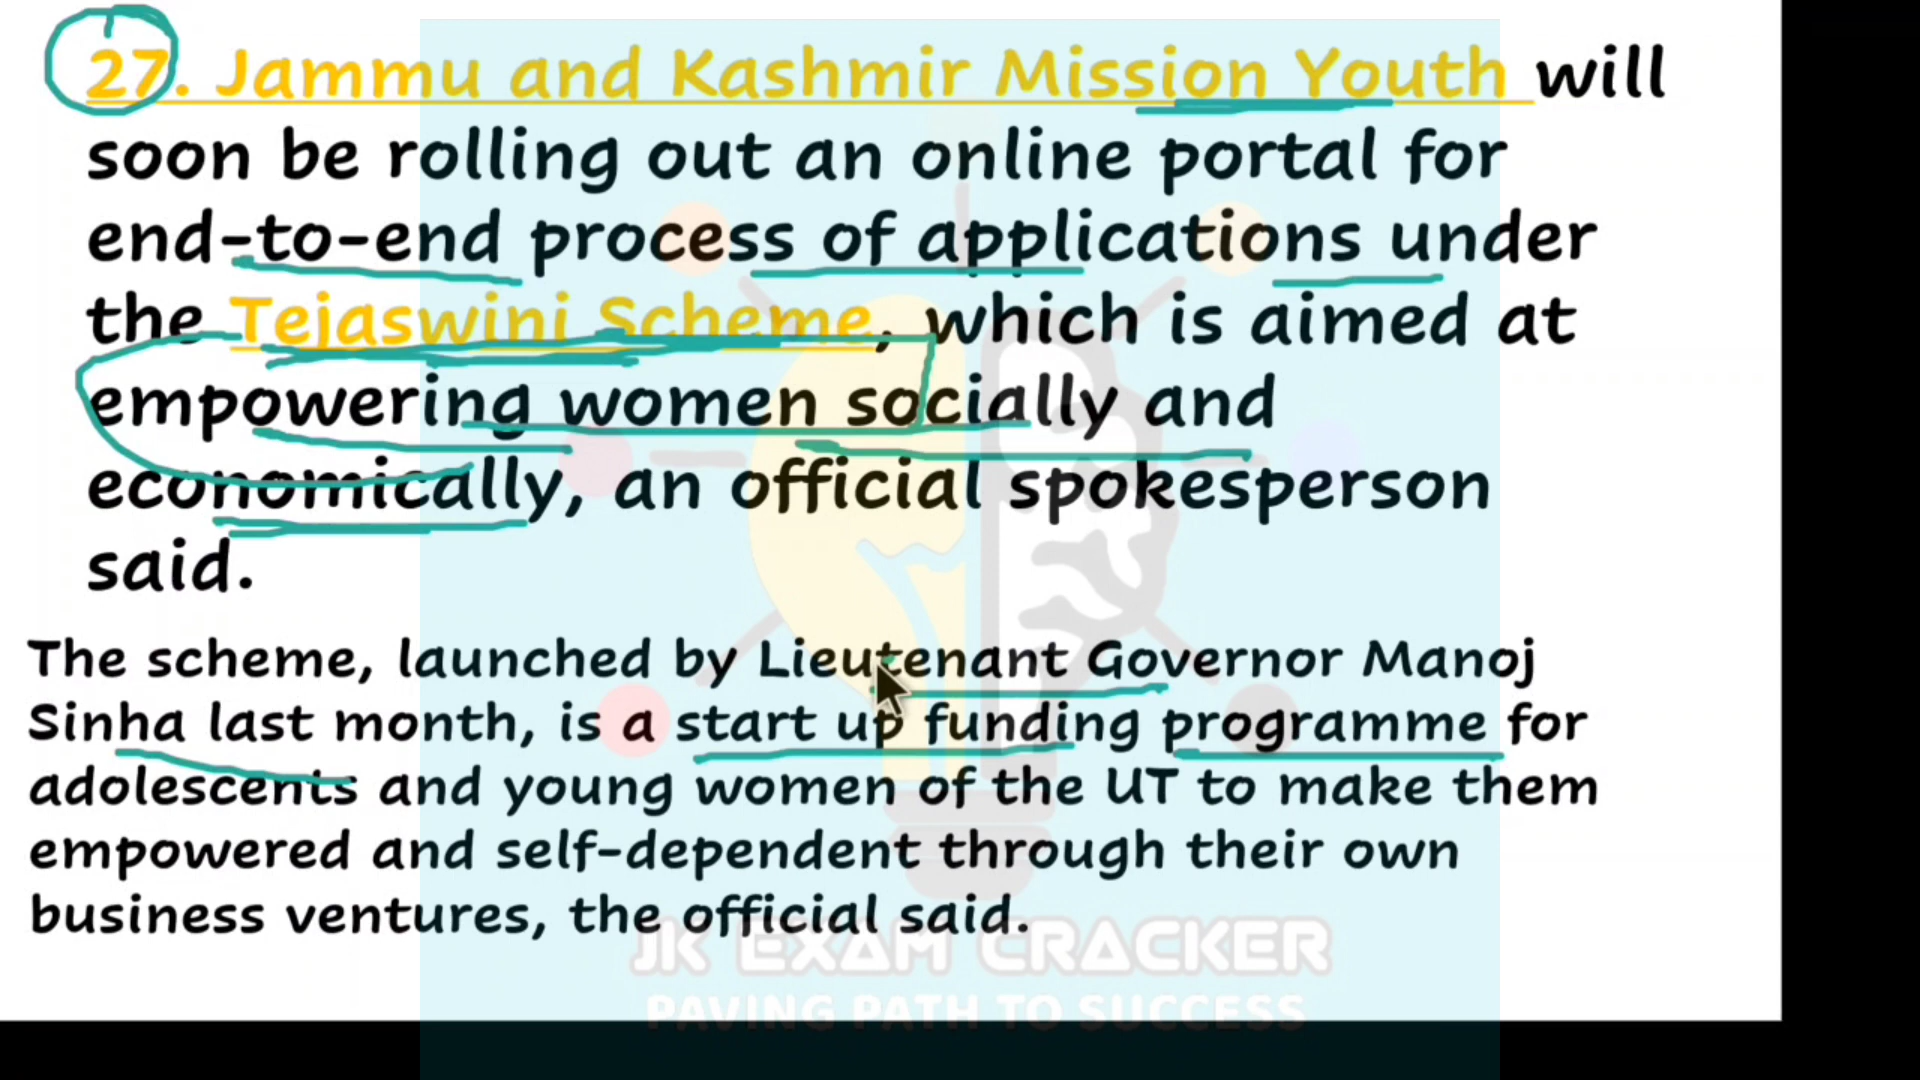 27. Jammu and Kashmir Mission Youth will
soon be rolling out an online portal for
end-to-end process of applications under
the Tejaswini Scheme, which is aimed at
empowering women socially and
economically, an official spokesperson
said.
The scheme, launched by Lieutenant Governor Manoj
Sinha last month, is a start up funding programme for
adolescents and young women of the UT to make them
empowered and self-dependent through their own
business ventures, the official said.
JK EXAM CRACKER
PAVING PATH TO SUCCESS